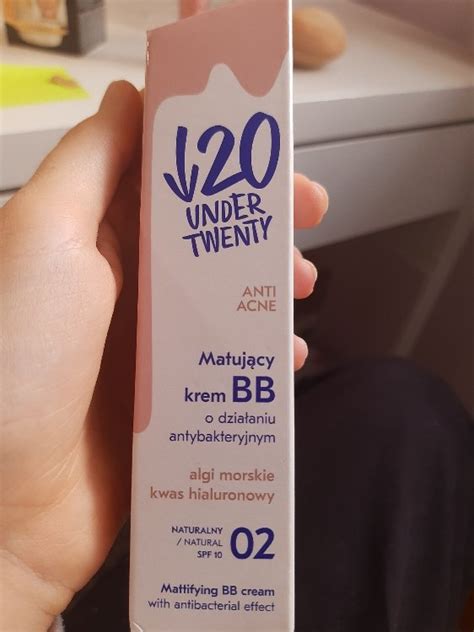 ↓20
UNDER
TWENTY
ANTI
ACNE
Matujący
krem BB
o działaniu
antybakteryjnym
algi morskie
kwas hialuronowy
NATURALNY
/ NATURAL
SPF 10
02
Mattifying BB cream
with antibacterial effect